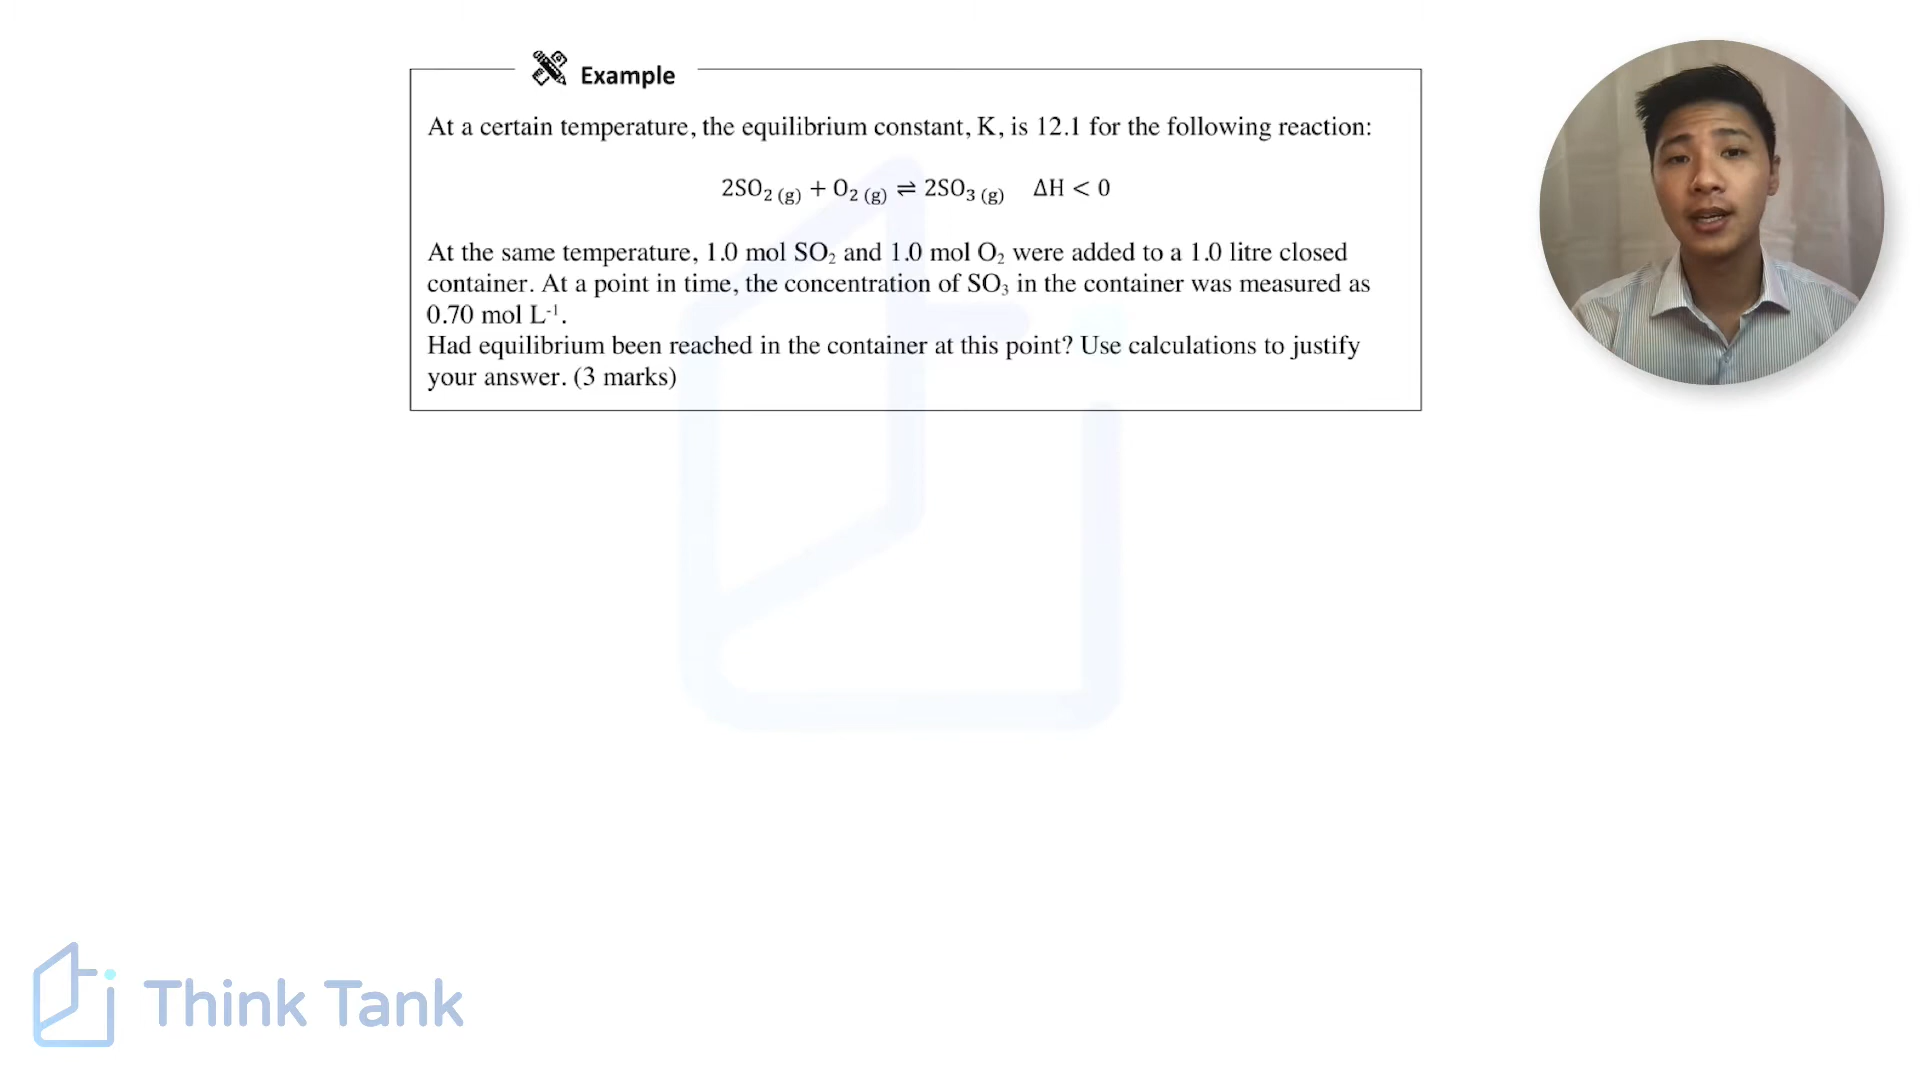 Example
At a certain temperature, the equilibrium constant, K, is 12.1 for the following reaction:
2SO₂ (g) + O₂ (g) ⇌ 2SO₃ (g) ΔH < 0
At the same temperature, 1.0 mol SO₂ and 1.0 mol O₂ were added to a 1.0 litre closed
container. At a point in time, the concentration of SO₃ in the container was measured as
0.70 mol L⁻¹.
Had equilibrium been reached in the container at this point? Use calculations to justify
your answer. (3 marks)
Think Tank